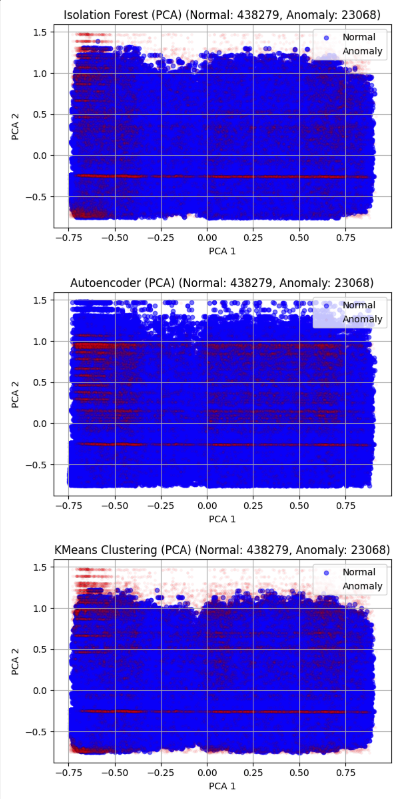 Isolation Forest (PCA) (Normal: 438279, Anomaly: 23068)
Normal
Anomaly
1.5
1.0
0.5
0.0
−0.5
PCA 2
−0.75 −0.50 −0.25 0.00 0.25 0.50 0.75
PCA 1
Autoencoder (PCA) (Normal: 438279, Anomaly: 23068)
Normal
Anomaly
1.5
1.0
0.5
0.0
−0.5
PCA 2
−0.75 −0.50 −0.25 0.00 0.25 0.50 0.75
PCA 1
KMeans Clustering (PCA) (Normal: 438279, Anomaly: 23068)
Normal
Anomaly
1.5
1.0
0.5
0.0
−0.5
PCA 2
−0.75 −0.50 −0.25 0.00 0.25 0.50 0.75
PCA 1